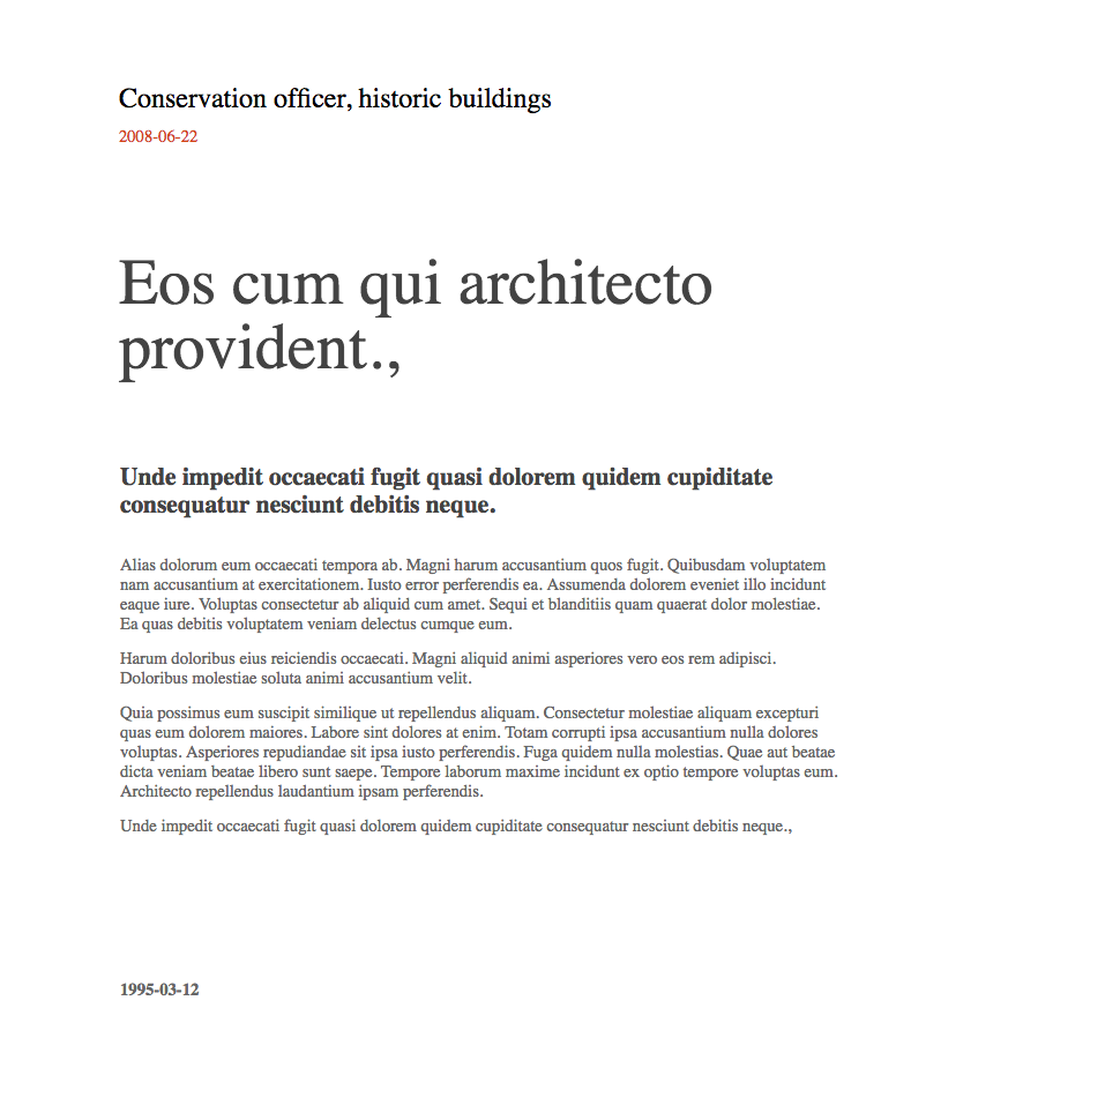 Conservation officer, historic buildings
2008-06-22
Eos cum qui architecto
provident.,
Unde impedit occaecati fugit quasi dolorem quidem cupiditate
consequatur nesciunt debitis neque.
Alias dolorum eum occaecati tempora ab. Magni harum accusantium quos fugit. Quibusdam voluptatem
nam accusantium at exercitationem. Iusto error perferendis ea. Assumenda dolorem eveniet illo incidunt
eaque iure. Voluptas consectetur ab aliquid cum amet. Sequi et blanditiis quam quaerat dolor molestiae.
Ea quas debitis voluptatem veniam delectus cumque eum.
Harum doloribus eius reiciendis occaecati. Magni aliquid animi asperiores vero eos rem adipisci.
Doloribus molestiae soluta animi accusantium velit.
Quia possimus eum suscipit similique ut repellendus aliquam. Consectetur molestiae aliquam excepturi
quas eum dolorem maiores. Labore sint dolores at enim. Totam corrupti ipsa accusantium nulla dolores
voluptas. Asperiores repudiandae sit ipsa iusto perferendis. Fuga quidem nulla molestias. Quae aut beatae
dicta veniam beatae libero sunt saepe. Tempore laborum maxime incidunt ex optio tempore voluptas eum.
Architecto repellendus laudantium ipsam perferendis.
Unde impedit occaecati fugit quasi dolorem quidem cupiditate consequatur nesciunt debitis neque.,
1995-03-12